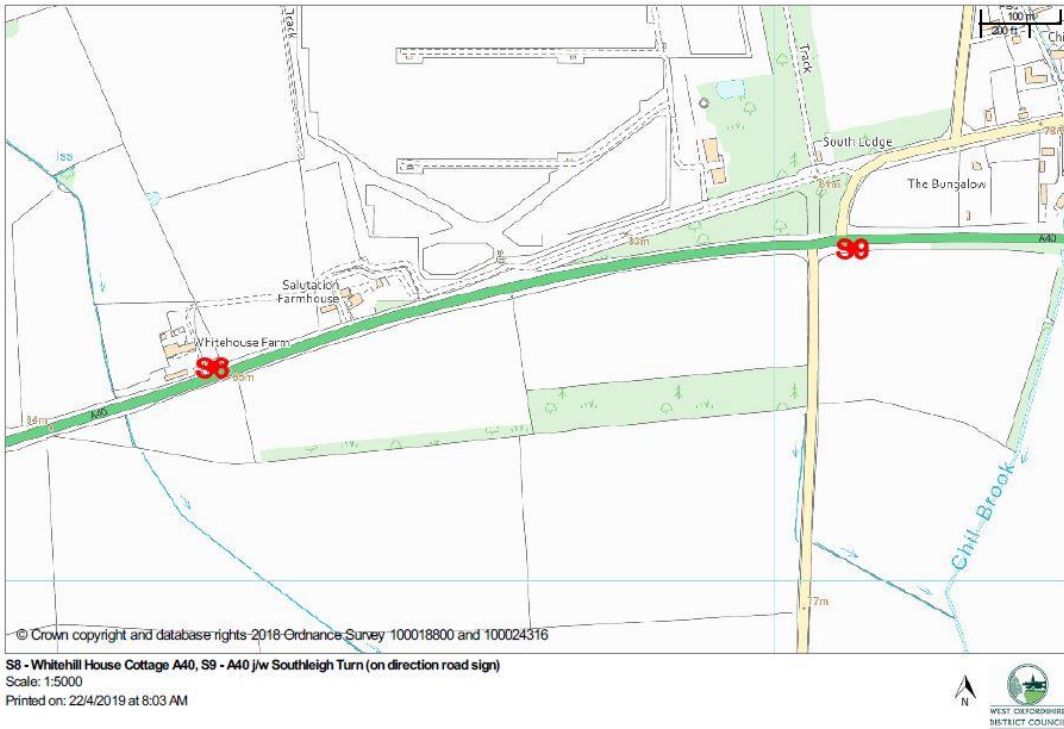 Track
100 m
200 ft
Chi
Track
South Lodge
81m
The Bungalow
Iss
83m
S9
A40
Salutation
Farmhouse
Whitehouse Farm
S8
85m
84m
A40
Chil Brook
77m
© Crown copyright and database rights 2018 Ordnance Survey 100018800 and 100024316
S8 - Whitehill House Cottage A40, S9 - A40 j/w Southleigh Turn (on direction road sign)
Scale: 1:5000
Printed on: 22/4/2019 at 8:03 AM
N
WEST OXFORDSHIRE
DISTRICT COUNCIL